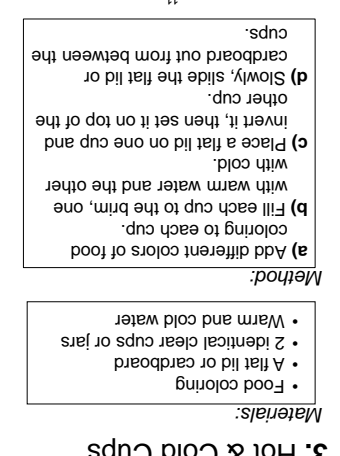 3. Hot & Cold Cups
Materials:
• Food coloring
• A flat lid or cardboard
• 2 identical clear cups or jars
• Warm and cold water
Method:
a) Add different colors of food
coloring to each cup.
b) Fill each cup to the brim, one
with warm water and the other
with cold.
c) Place a flat lid on one cup and
invert it, then set it on top of the
other cup.
d) Slowly, slide the flat lid or
cardboard out from between the
cups.
11